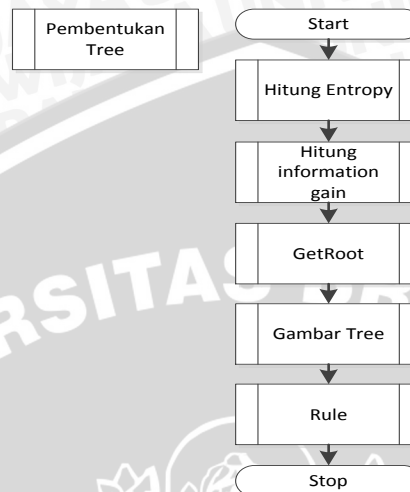 Pembentukan
Tree
Start
Hitung Entropy
Hitung
information
gain
GetRoot
Gambar Tree
Rule
Stop